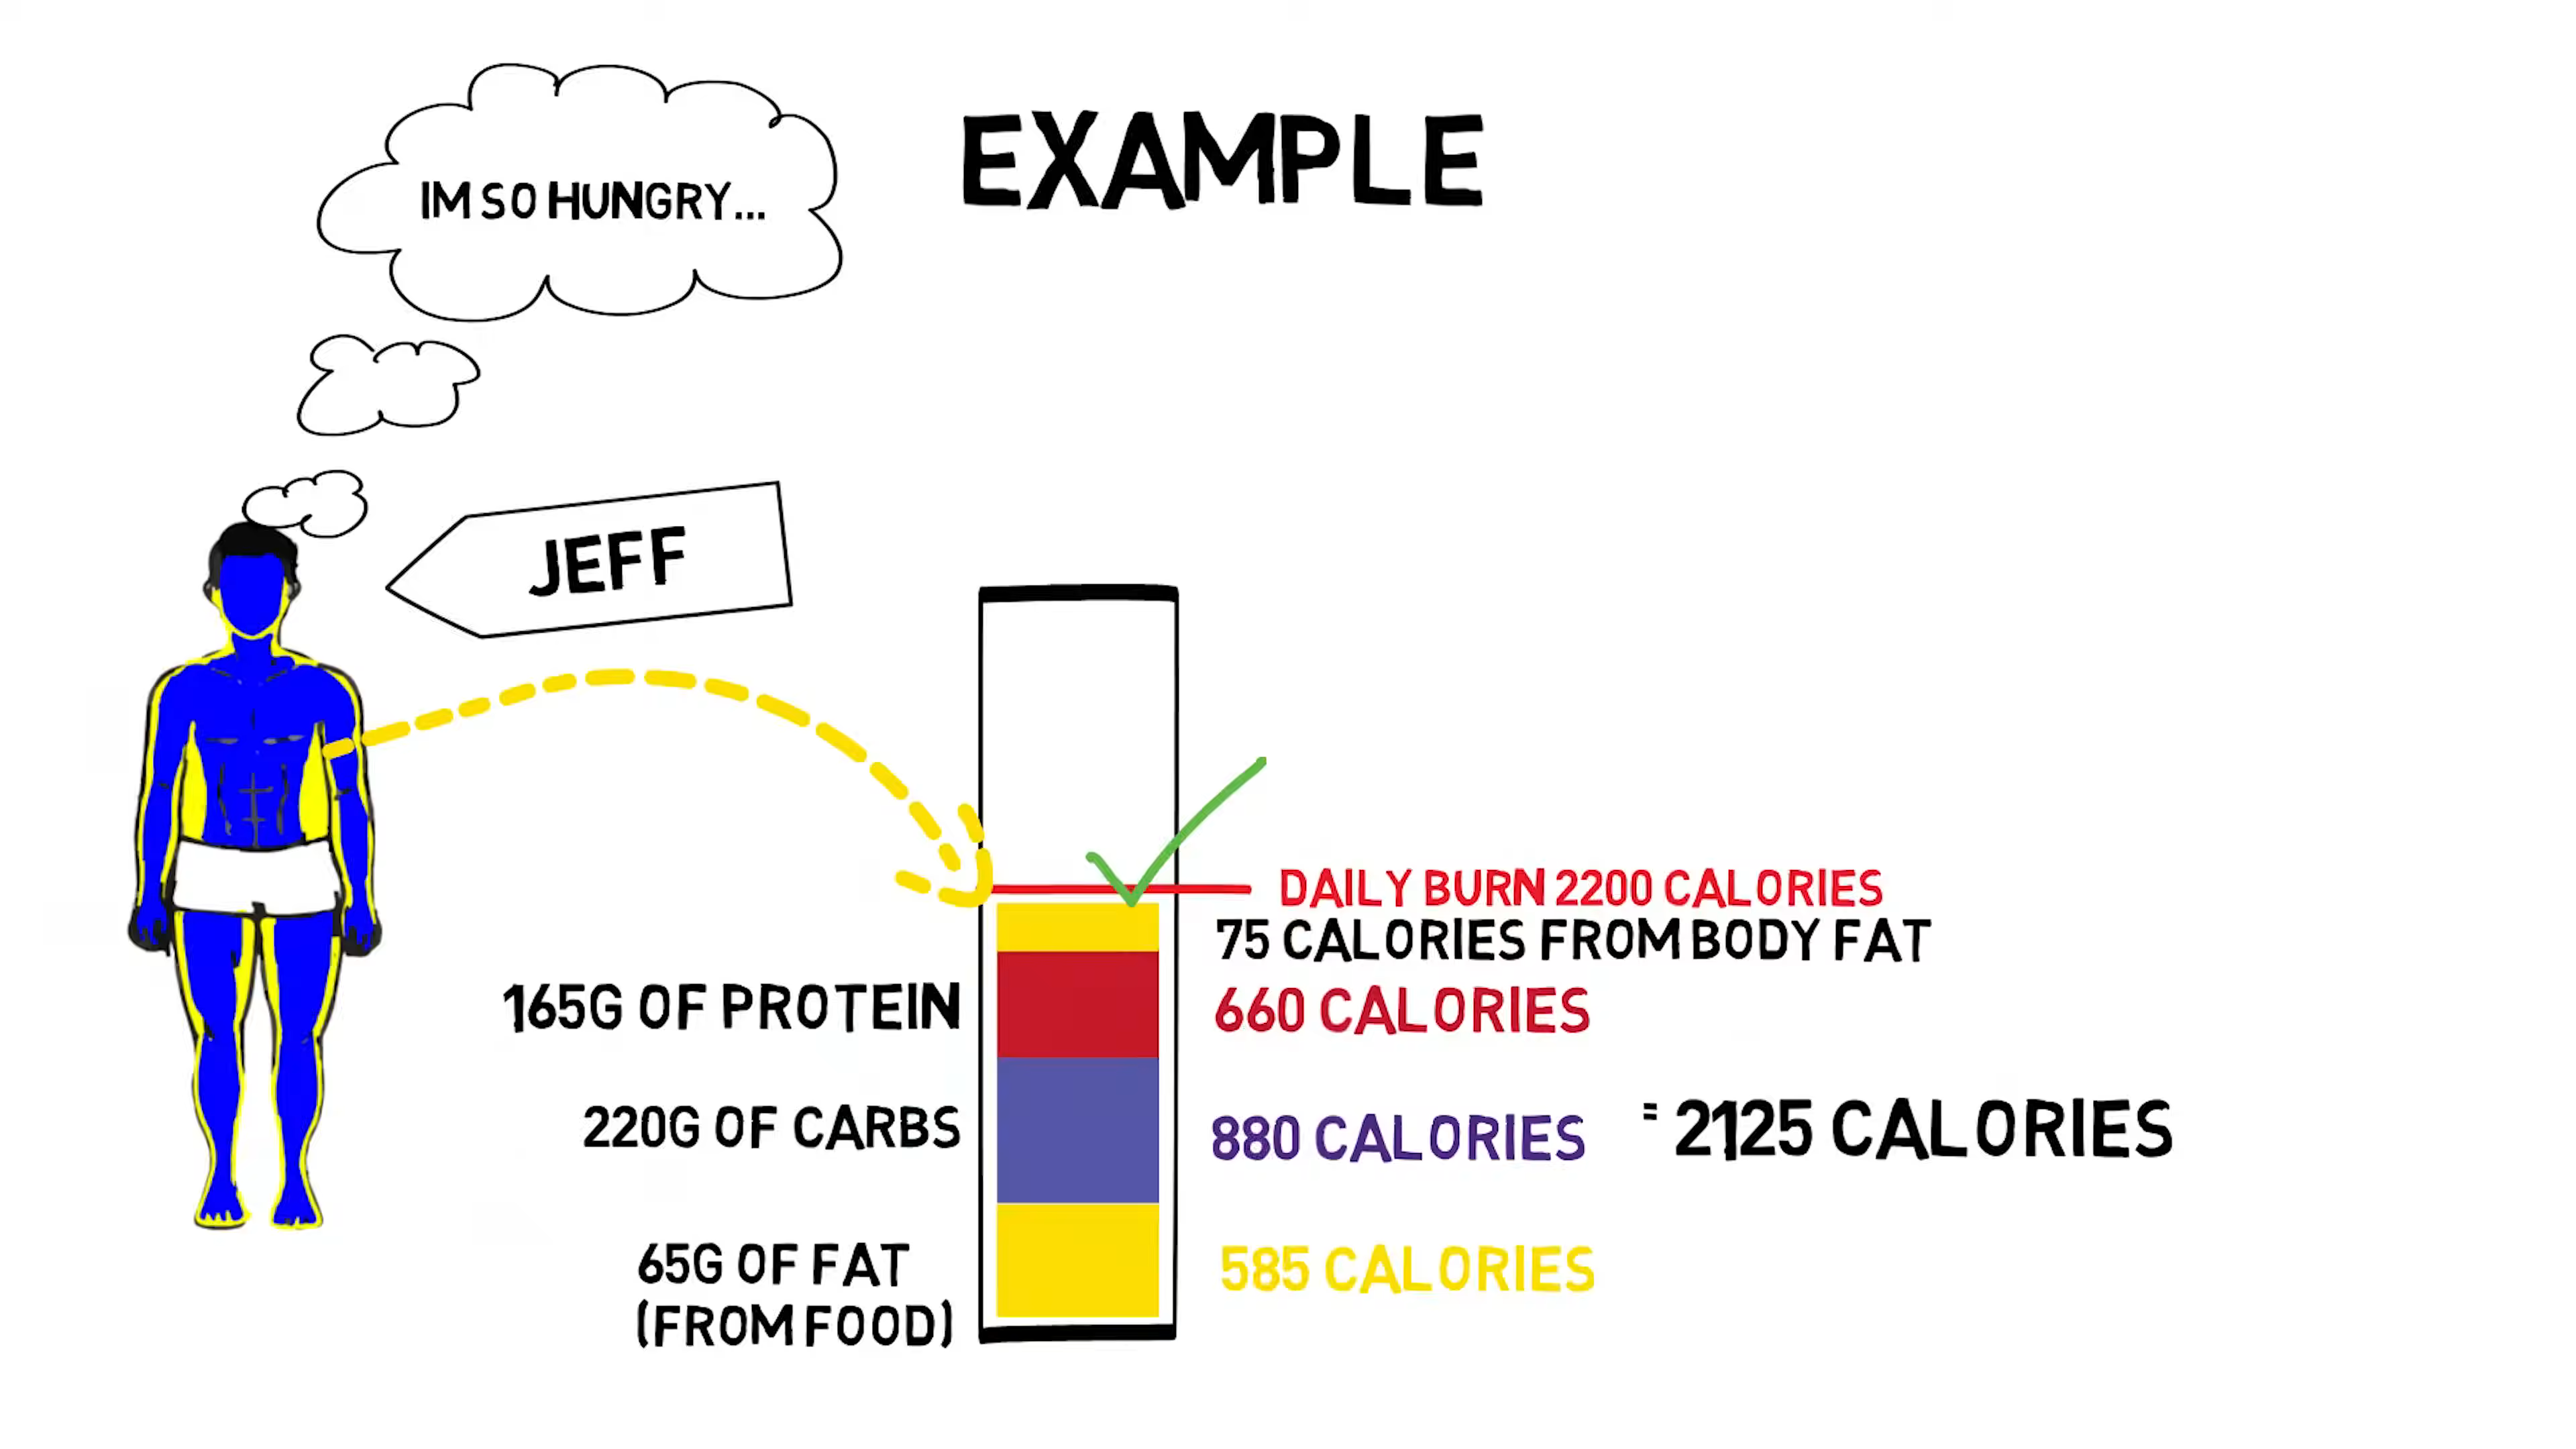 EXAMPLE
IM SO HUNGRY...
JEFF
DAILY BURN 2200 CALORIES
75 CALORIES FROM BODY FAT
165G OF PROTEIN
660 CALORIES
220G OF CARBS
880 CALORIES
= 2125 CALORIES
65G OF FAT
(FROM FOOD)
585 CALORIES